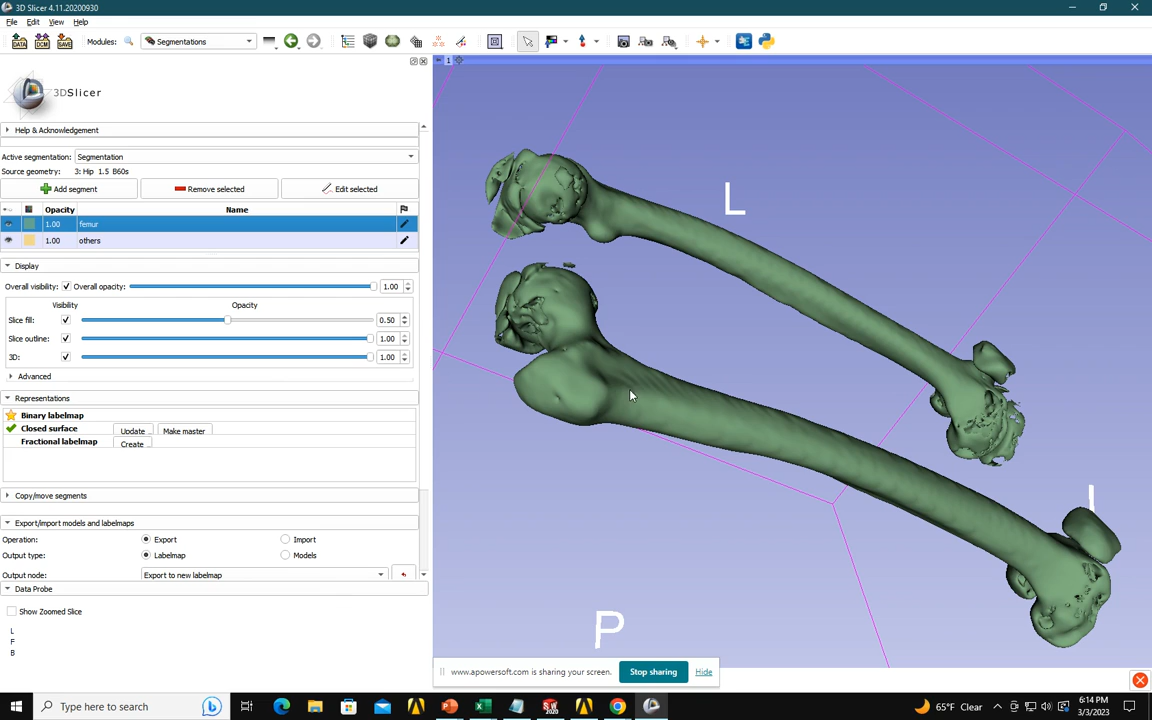 3D Slicer 4.11.20200930
File Edit View Help
DATA DCM SAVE Modules: Segmentations
1
3DSlicer
Help & Acknowledgement
Active segmentation: Segmentation
Source geometry: 3: Hip 1.5 B60s
Add segment Remove selected Edit selected
Opacity Name
1.00 femur
1.00 others
Display
Overall visibility: Overall opacity: 1.00
Visibility Opacity
Slice fill: 0.50
Slice outline: 1.00
3D: 1.00
Advanced
Representations
Binary labelmap
Closed surface Update... Make master
Fractional labelmap Create...
Copy/move segments
Export/import models and labelmaps
Operation: Export Import
Output type: Labelmap Models
Output node: Export to new labelmap
Data Probe
Show Zoomed Slice
L
F
B
L
I
P
www.apowersoft.com is sharing your screen. Stop sharing Hide
Type here to search
65°F Clear
6:14 PM
3/3/2023